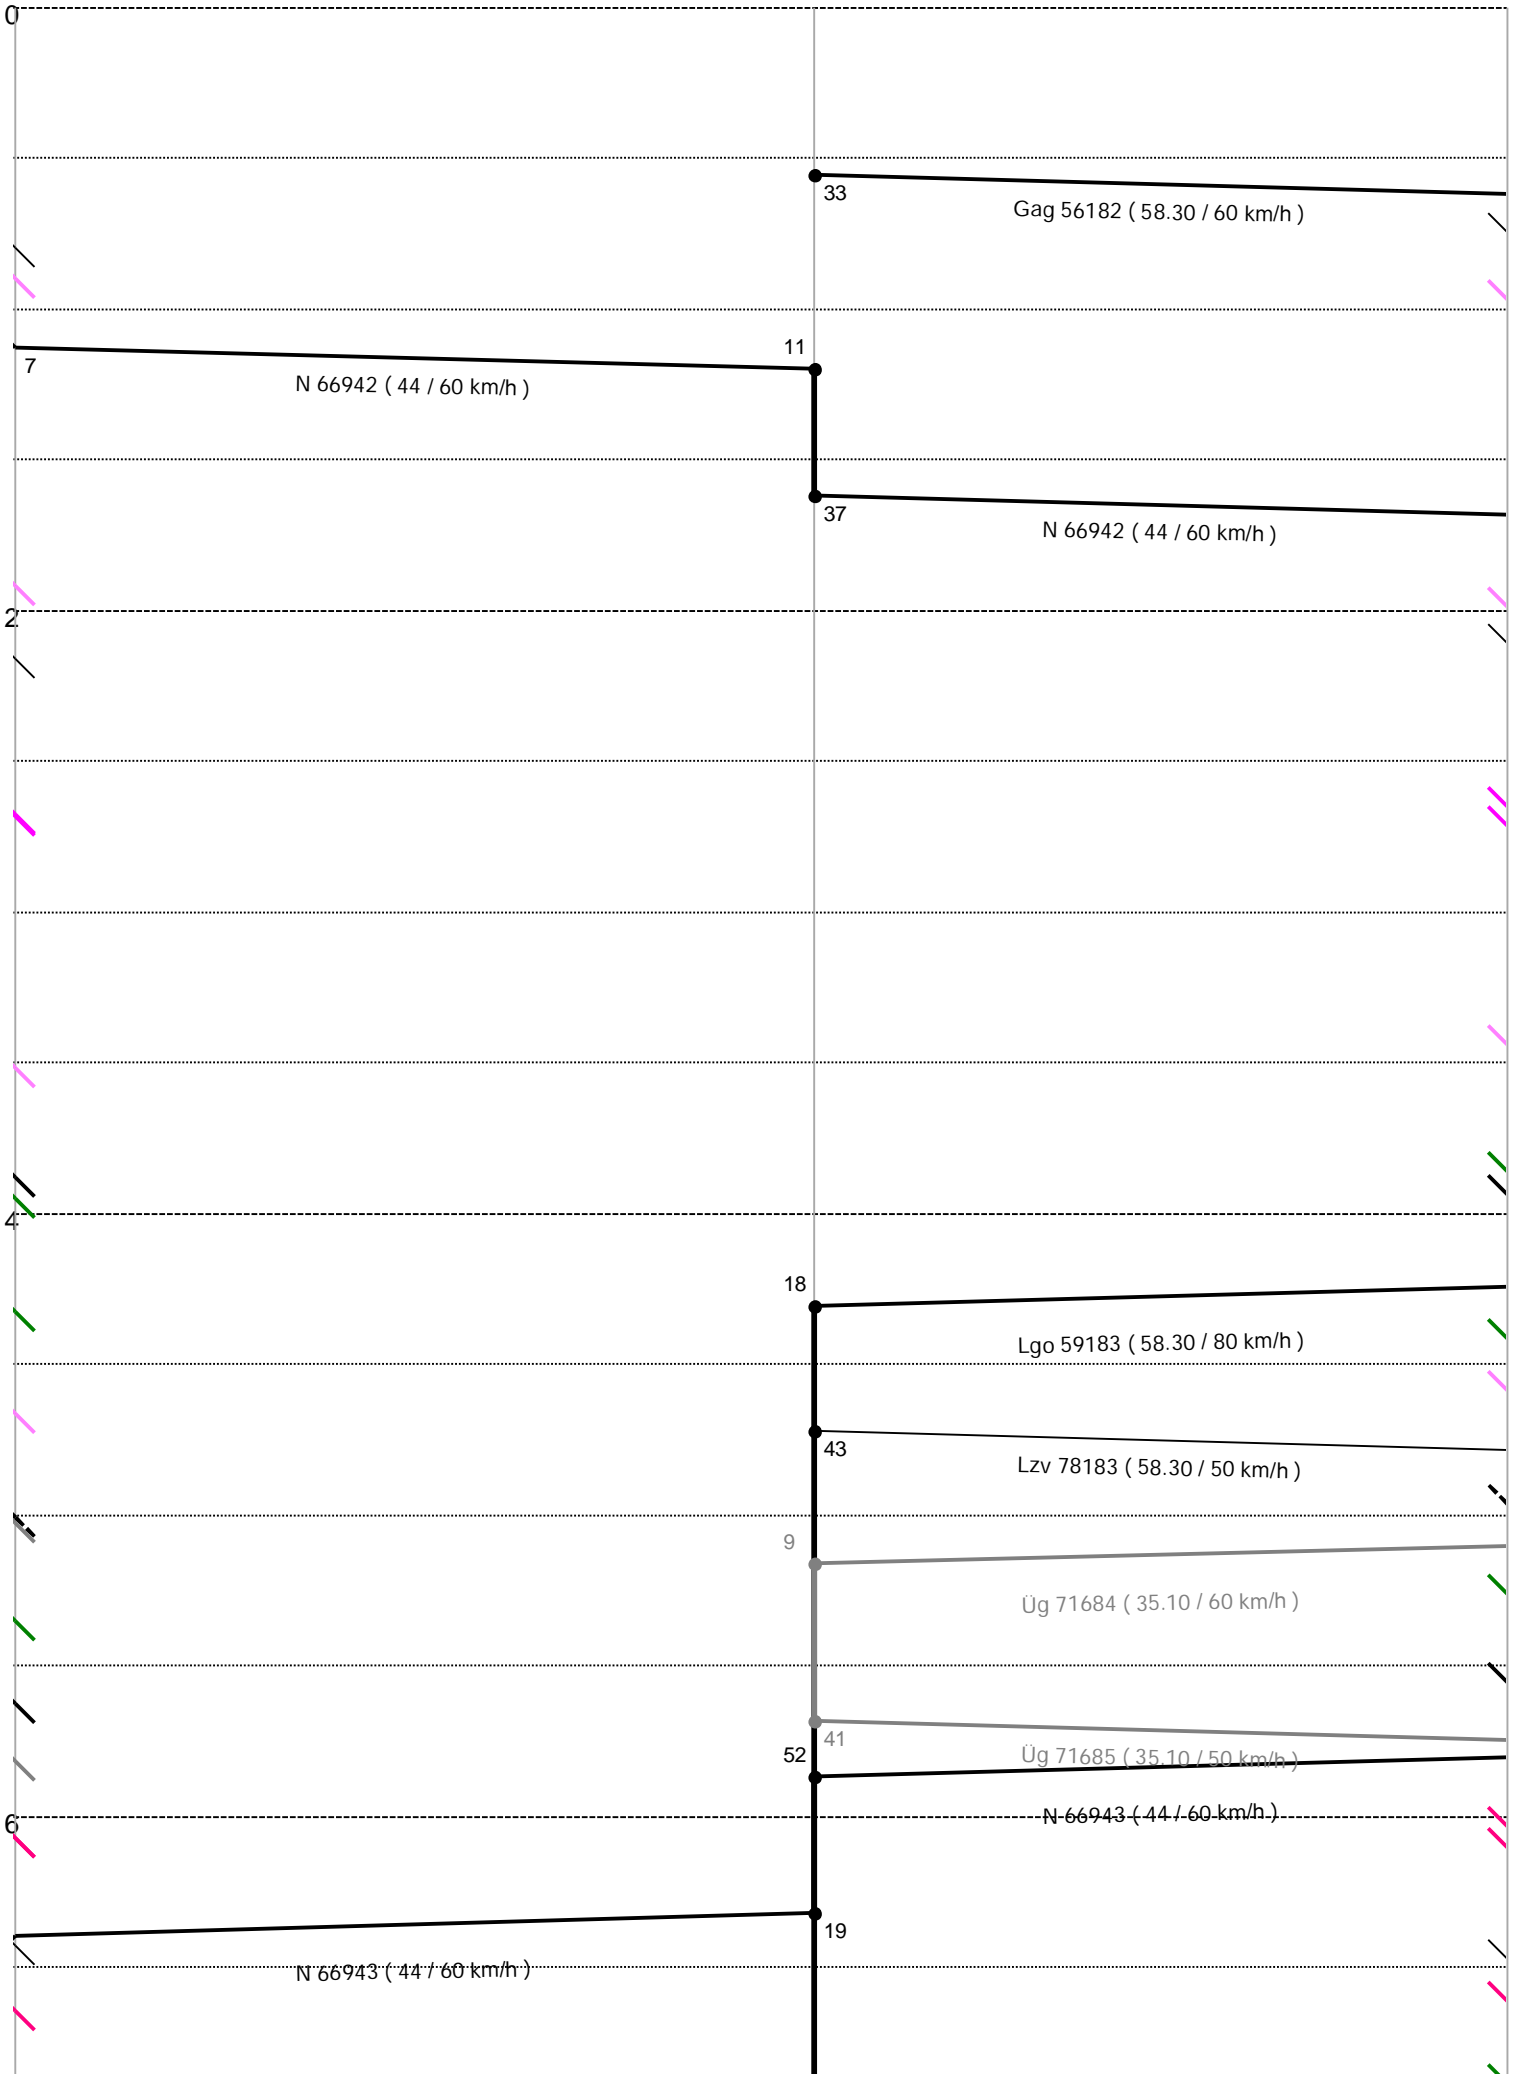 0
33
Gag 56182 ( 58.30 / 60 km/h )
11
7
N 66942 ( 44 / 60 km/h )
37
N 66942 ( 44 / 60 km/h )
2
4
18
Lgo 59183 ( 58.30 / 80 km/h )
43
Lzv 78183 ( 58.30 / 50 km/h )
9
Üg 71684 ( 35.10 / 60 km/h )
41
52
Üg 71685 ( 35.10 / 50 km/h )
N 66943 ( 44 / 60 km/h )
6
19
N 66943 ( 44 / 60 km/h )